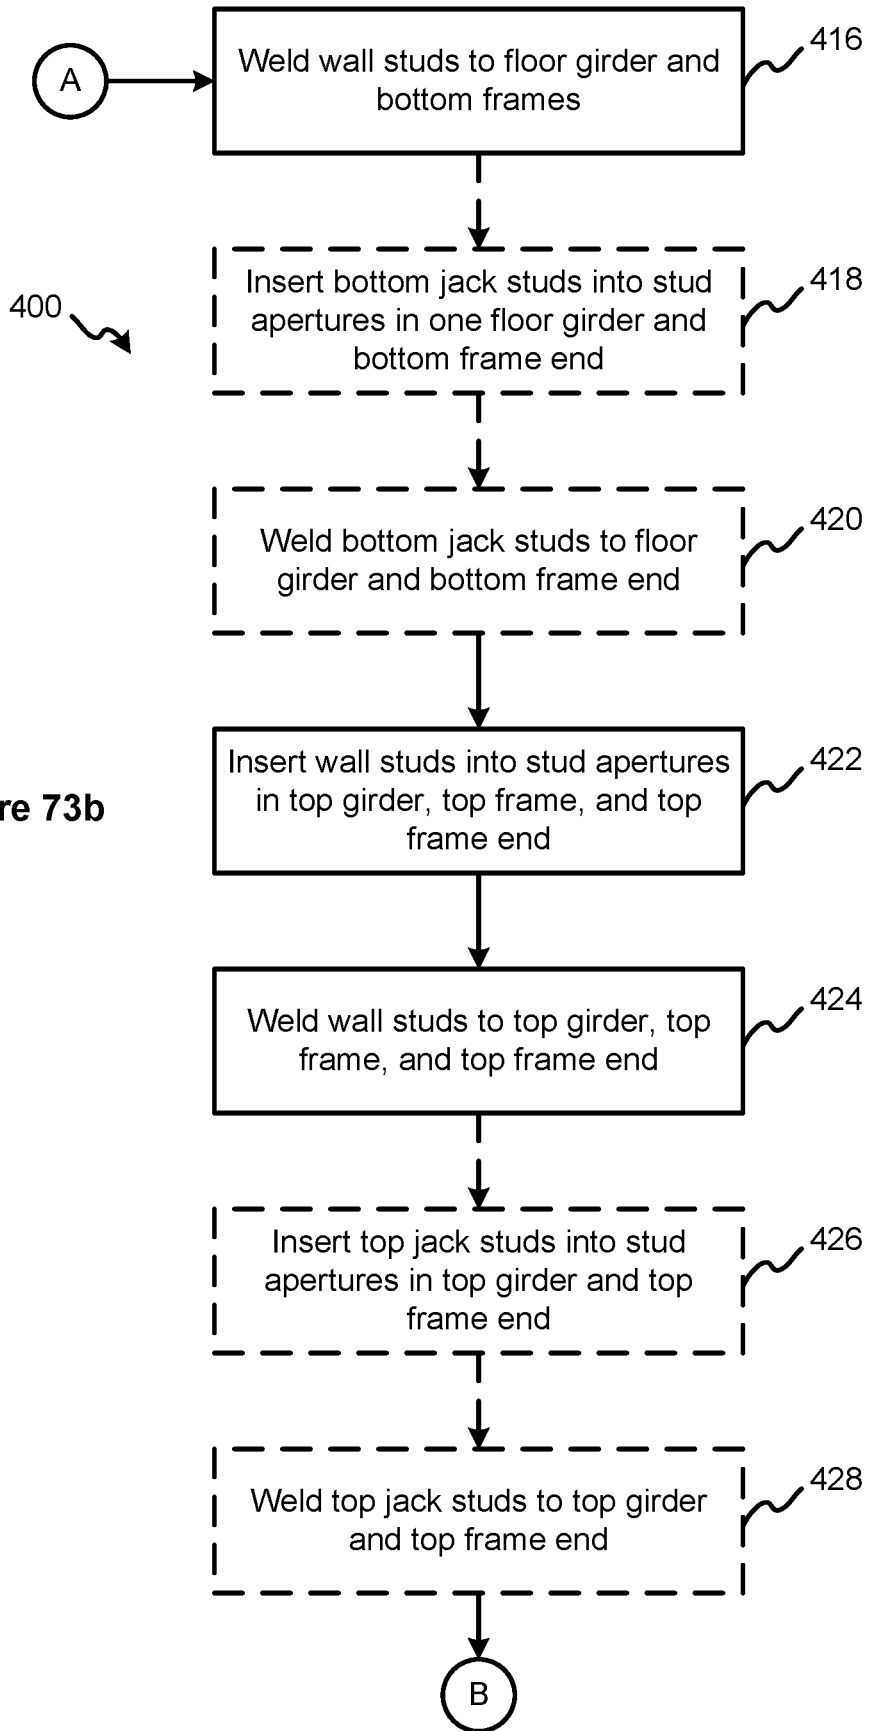 A
Weld wall studs to floor girder and
bottom frames
416
400
Insert bottom jack studs into stud
apertures in one floor girder and
bottom frame end
418
Weld bottom jack studs to floor
girder and bottom frame end
420
re 73b
Insert wall studs into stud apertures
in top girder, top frame, and top
frame end
422
Weld wall studs to top girder, top
frame, and top frame end
424
Insert top jack studs into stud
apertures in top girder and top
frame end
426
Weld top jack studs to top girder
and top frame end
428
B